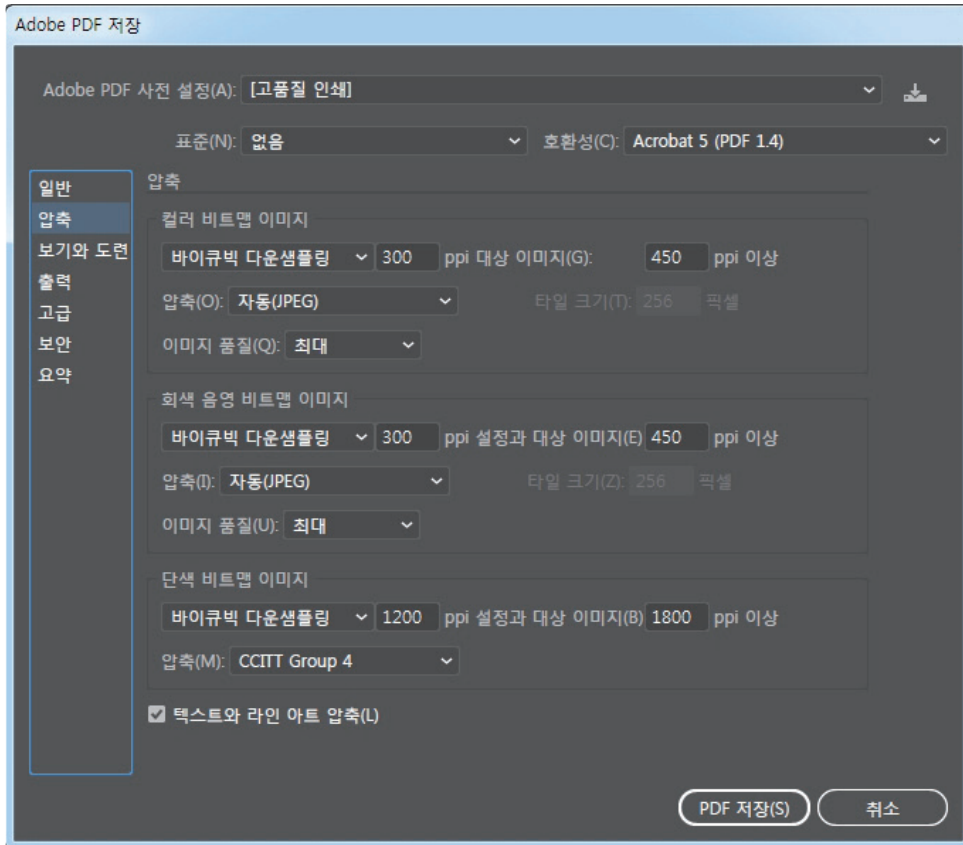 Adobe PDF 저장
Adobe PDF 사전 설정(A): [고품질 인쇄]
표준(N): 없음 호환성(C): Acrobat 5 (PDF 1.4)
일반
압축
보기와 도련
출력
고급
보안
요약
압축
컬러 비트맵 이미지
바이큐빅 다운샘플링 300 ppi 대상 이미지(G): 450 ppi 이상
압축(O): 자동(JPEG) 타일 크기(T): 256 픽셀
이미지 품질(Q): 최대
회색 음영 비트맵 이미지
바이큐빅 다운샘플링 300 ppi 설정과 대상 이미지(E) 450 ppi 이상
압축(I): 자동(JPEG) 타일 크기(Z): 256 픽셀
이미지 품질(U): 최대
단색 비트맵 이미지
바이큐빅 다운샘플링 1200 ppi 설정과 대상 이미지(B) 1800 ppi 이상
압축(M): CCITT Group 4
텍스트와 라인 아트 압축(L)
PDF 저장(S) 취소